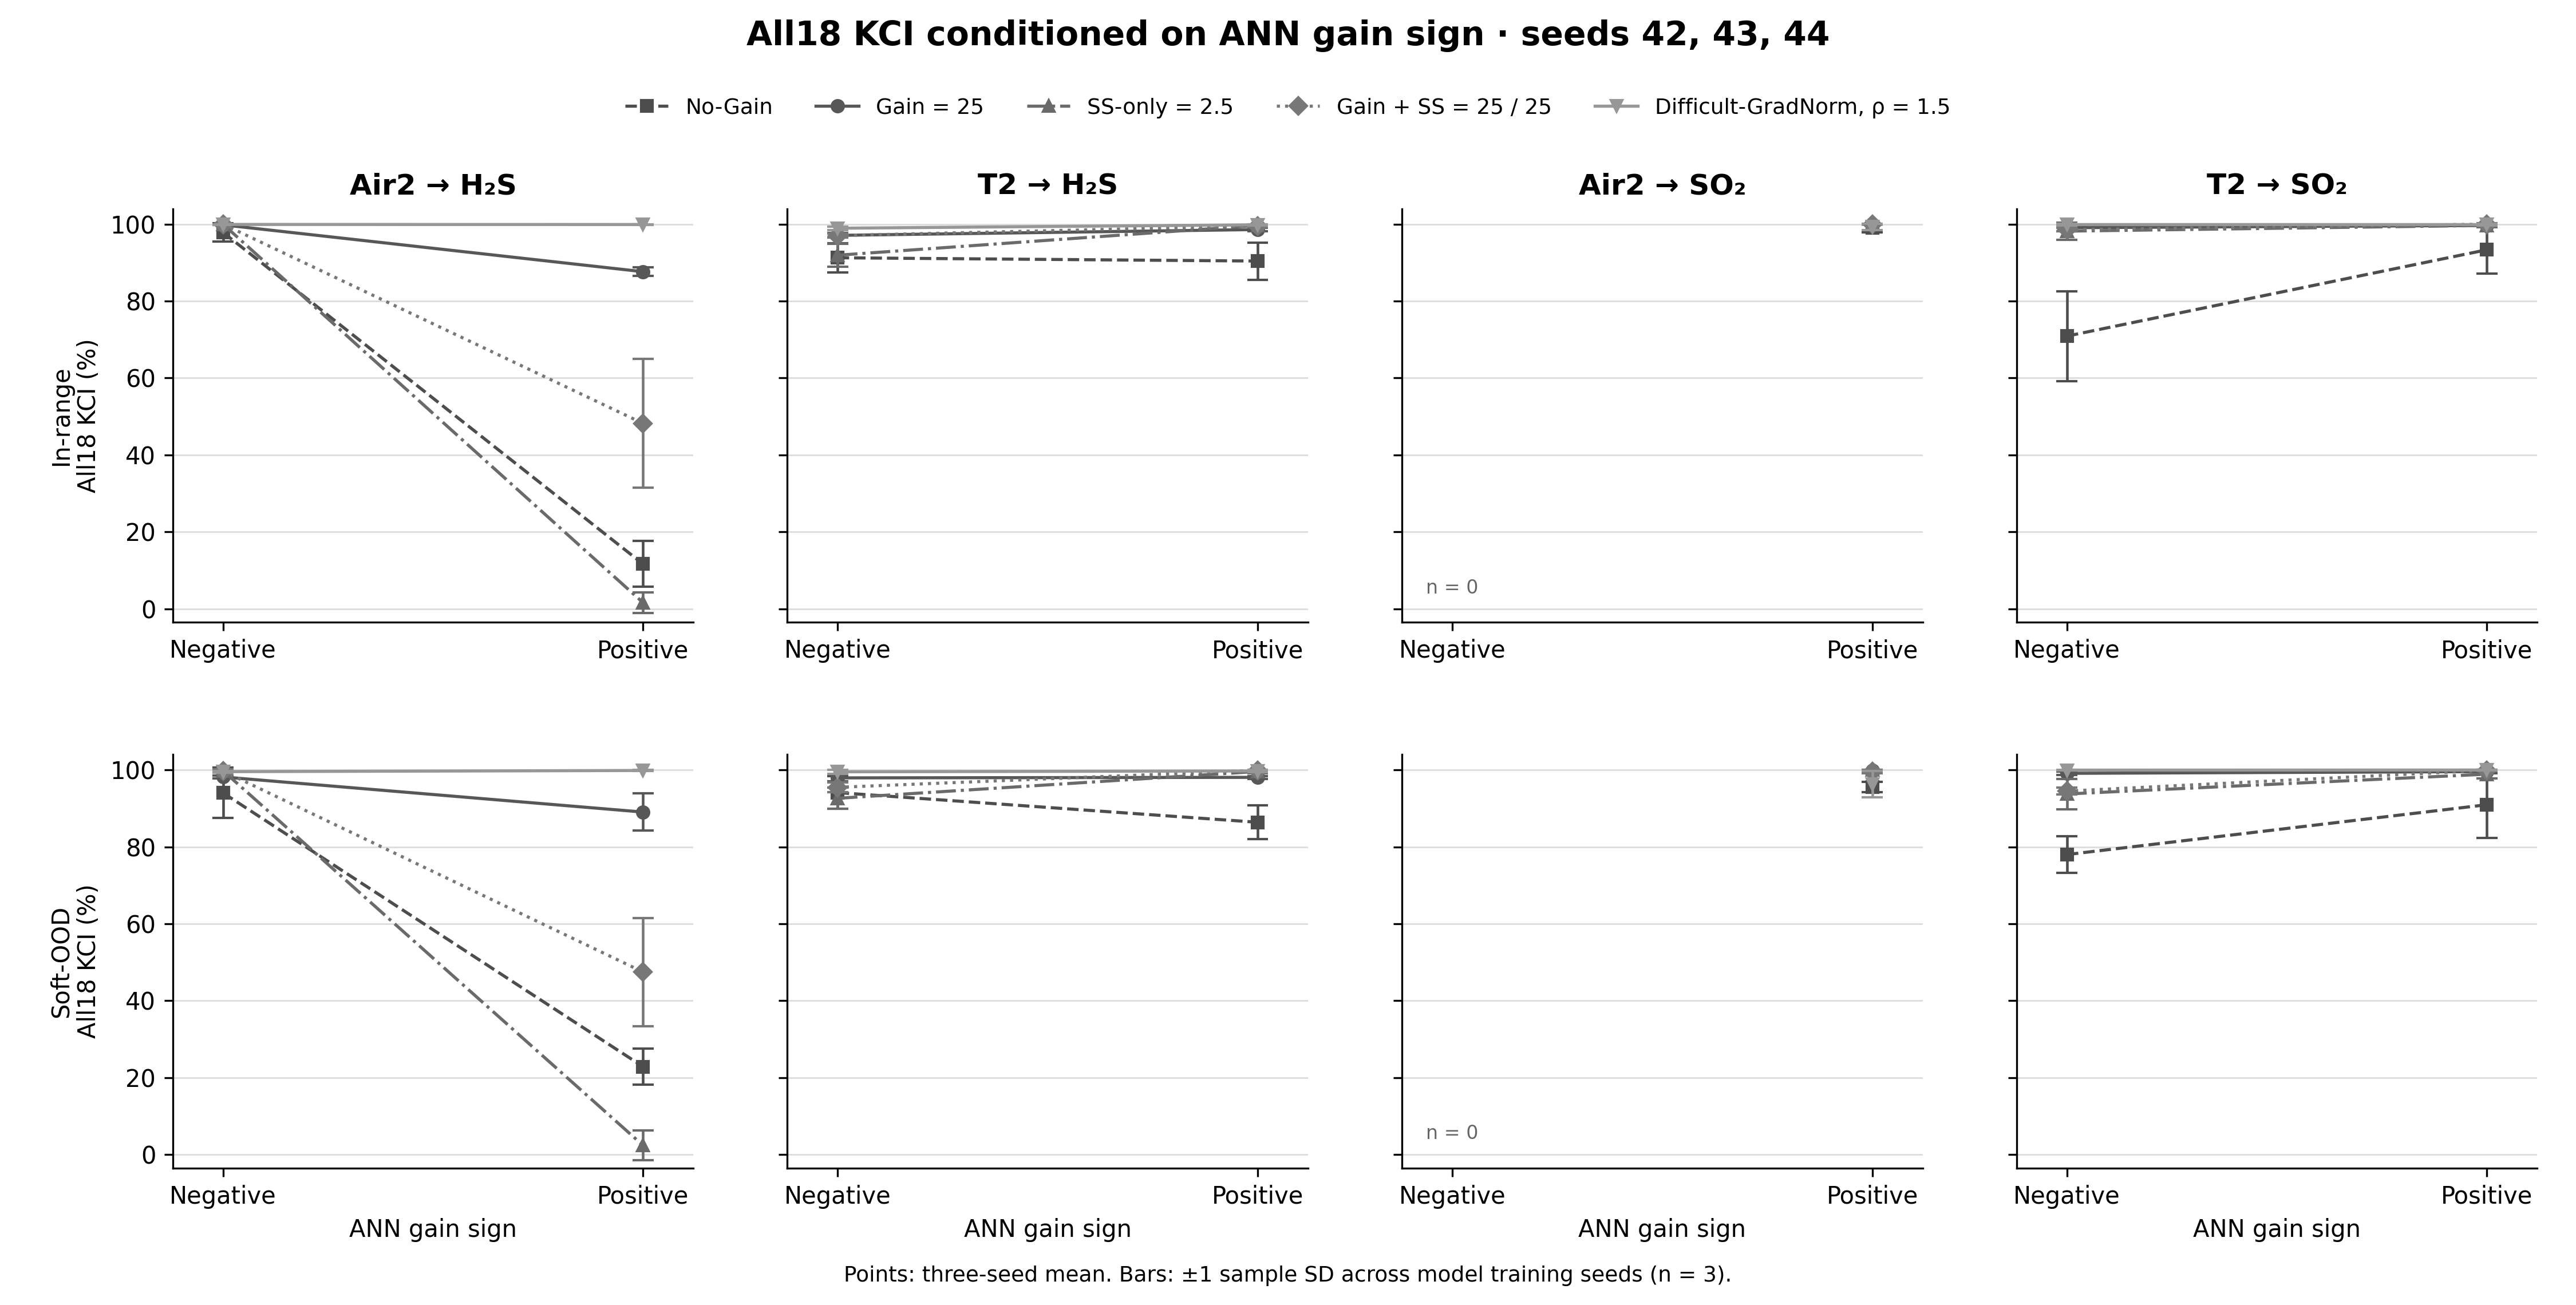 All18 KCI conditioned on ANN gain sign · seeds 42, 43, 44
No-Gain
Gain = 25
SS-only = 2.5
Gain + SS = 25 / 25
Difficult-GradNorm, ρ = 1.5
Air2 → H₂S
T2 → H₂S
Air2 → SO₂
T2 → SO₂
In-range
All18 KCI (%)
100
80
60
40
20
0
n = 0
Negative
Positive
Negative
Positive
Negative
Positive
Negative
Positive
Soft-OOD
All18 KCI (%)
100
80
60
40
20
0
n = 0
Negative
Positive
Negative
Positive
Negative
Positive
Negative
Positive
ANN gain sign
ANN gain sign
ANN gain sign
ANN gain sign
Points: three-seed mean. Bars: ±1 sample SD across model training seeds (n = 3).